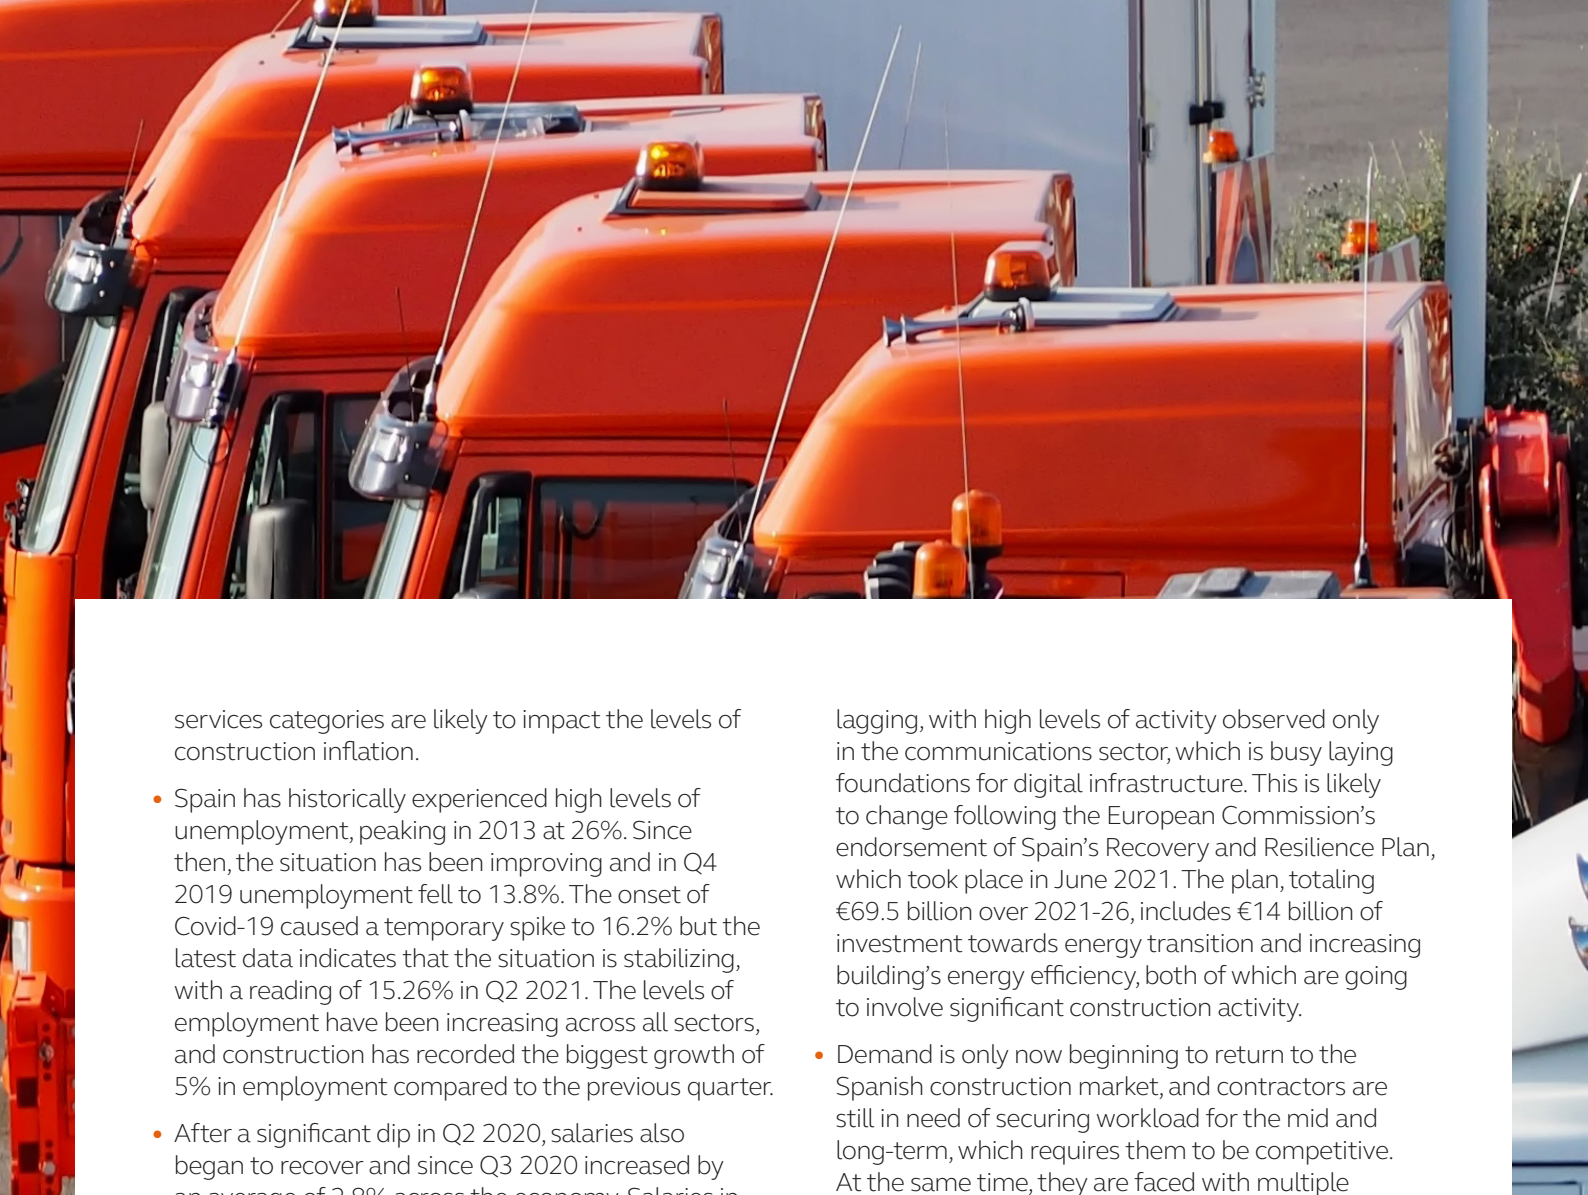 services categories are likely to impact the levels of
construction inflation.
• Spain has historically experienced high levels of
unemployment, peaking in 2013 at 26%. Since
then, the situation has been improving and in Q4
2019 unemployment fell to 13.8%. The onset of
Covid-19 caused a temporary spike to 16.2% but the
latest data indicates that the situation is stabilizing,
with a reading of 15.26% in Q2 2021. The levels of
employment have been increasing across all sectors,
and construction has recorded the biggest growth of
5% in employment compared to the previous quarter.
• After a significant dip in Q2 2020, salaries also
began to recover and since Q3 2020 increased by
an average of 2.8% across the economy. Salaries in
lagging, with high levels of activity observed only
in the communications sector, which is busy laying
foundations for digital infrastructure. This is likely
to change following the European Commission’s
endorsement of Spain’s Recovery and Resilience Plan,
which took place in June 2021. The plan, totaling
€69.5 billion over 2021-26, includes €14 billion of
investment towards energy transition and increasing
building’s energy efficiency, both of which are going
to involve significant construction activity.
• Demand is only now beginning to return to the
Spanish construction market, and contractors are
still in need of securing workload for the mid and
long-term, which requires them to be competitive.
At the same time, they are faced with multiple